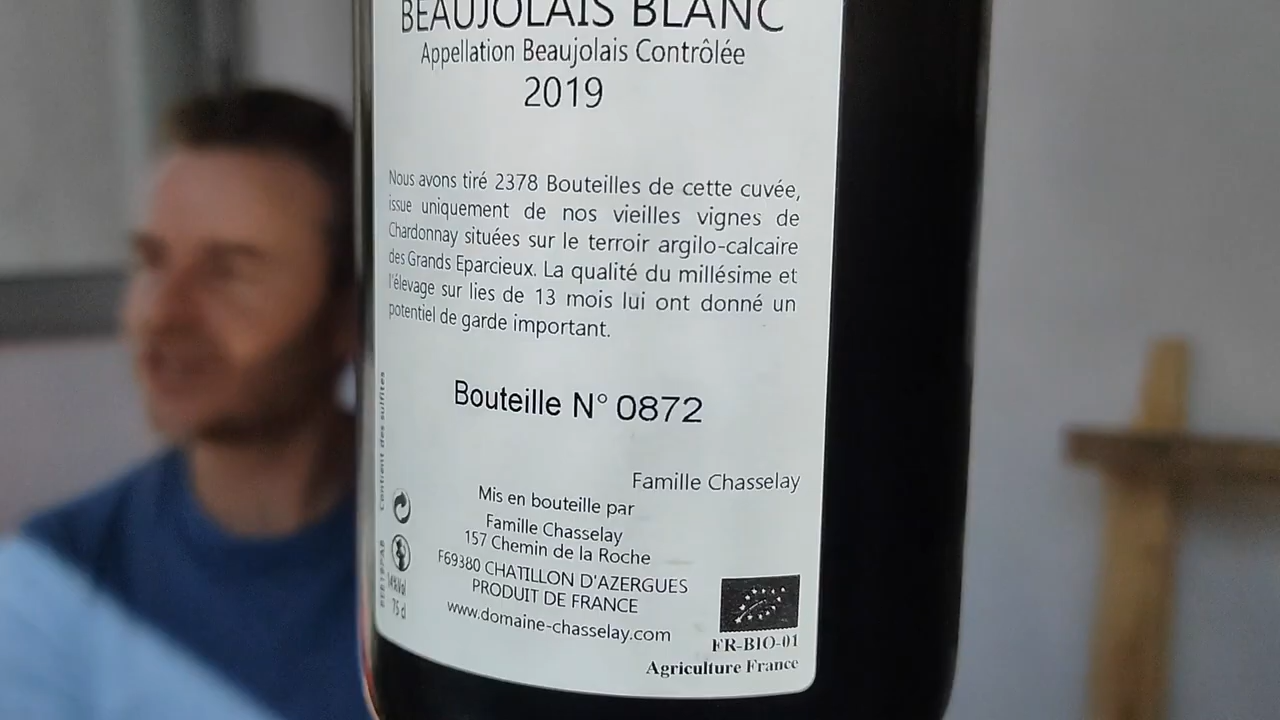 BEAUJOLAIS BLANC
Appellation Beaujolais Contrôlée
2019
Nous avons tiré 2378 Bouteilles de cette cuvée,
issue uniquement de nos vieilles vignes de
Chardonnay situées sur le terroir argilo-calcaire
des Grands Eparcieux. La qualité du millésime et
l'élevage sur lies de 13 mois lui ont donné un
potentiel de garde important.
Bouteille N° 0872
Famille Chasselay
Mis en bouteille par
Famille Chasselay
157 Chemin de la Roche
F69380 CHATILLON D'AZERGUES
PRODUIT DE FRANCE
www.domaine-chasselay.com
Contient des sulfites
75 cl
FR-BIO-01
Agriculture France